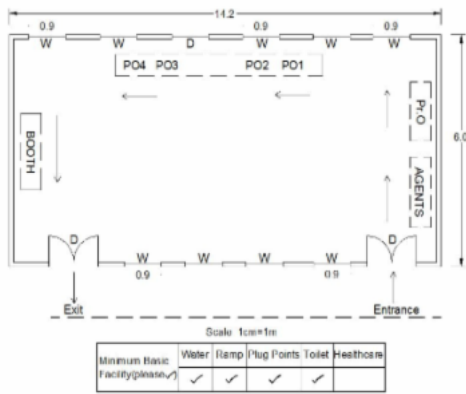 14.2
0.9 0.9 0.9
W W D W W W
PO4 PO3 PO2 PO1
BOOTH
Pr.O
AGENTS
6.0
D W W W W D
0.9 0.9
Exit Entrance
Scale 1cm=1m
Minimum Basic Facility(please✓) Water Ramp Plug Points Toilet Healthcare
✓ ✓ ✓ ✓